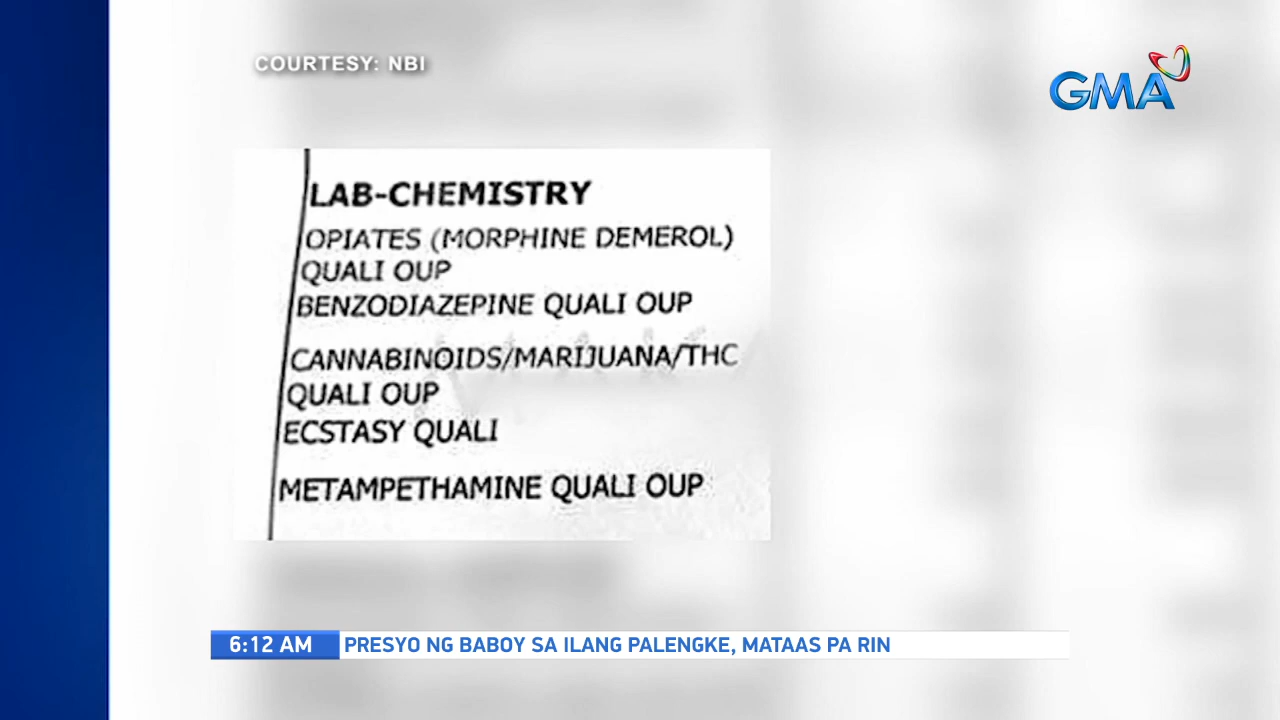 COURTESY: NBI
GMA
LAB-CHEMISTRY
OPIATES (MORPHINE DEMEROL)
QUALI OUP
BENZODIAZEPINE QUALI OUP
CANNABINOIDS/MARIJUANA/THC
QUALI OUP
ECSTASY QUALI
METAMPETHAMINE QUALI OUP
6:12 AM PRESYO NG BABOY SA ILANG PALENGKE, MATAAS PA RIN